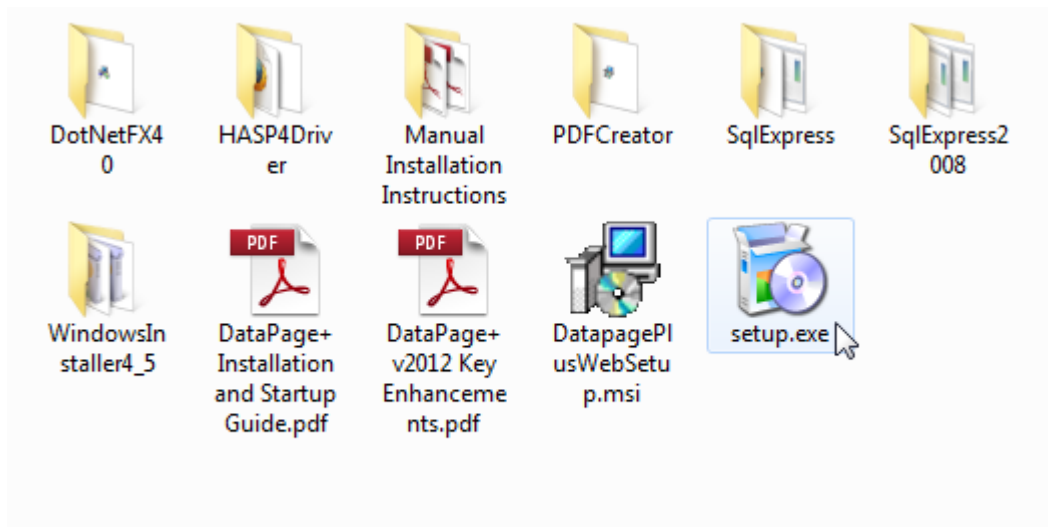 DotNetFX4
0
HASP4Driv
er
Manual
Installation
Instructions
PDFCreator
SqlExpress
SqlExpress2
008
WindowsIn
staller4_5
PDF
DataPage+
Installation
and Startup
Guide.pdf
PDF
DataPage+
v2012 Key
Enhanceme
nts.pdf
DatapagePl
usWebSetu
p.msi
setup.exe